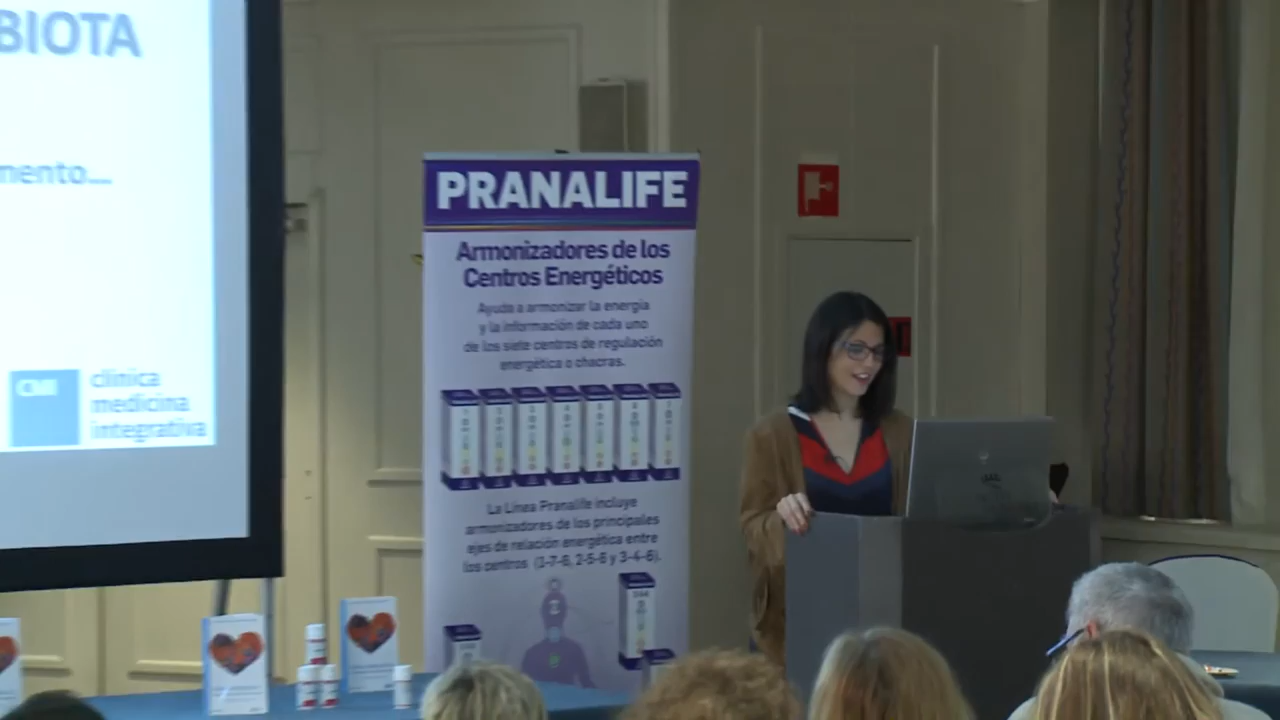 BIOTA
mento...
CMI
clínica
medicina
integrativa
PRANALIFE
Armonizadores de los
Centros Energéticos
Ayuda a armonizar la energía
y la información de cada uno
de los siete centros de regulación
energética o chacras.
La Línea Pranalife incluye
armonizadores de los principales
ejes de relación energética entre
los centros (1-7-6, 2-5-6 y 3-4-6).